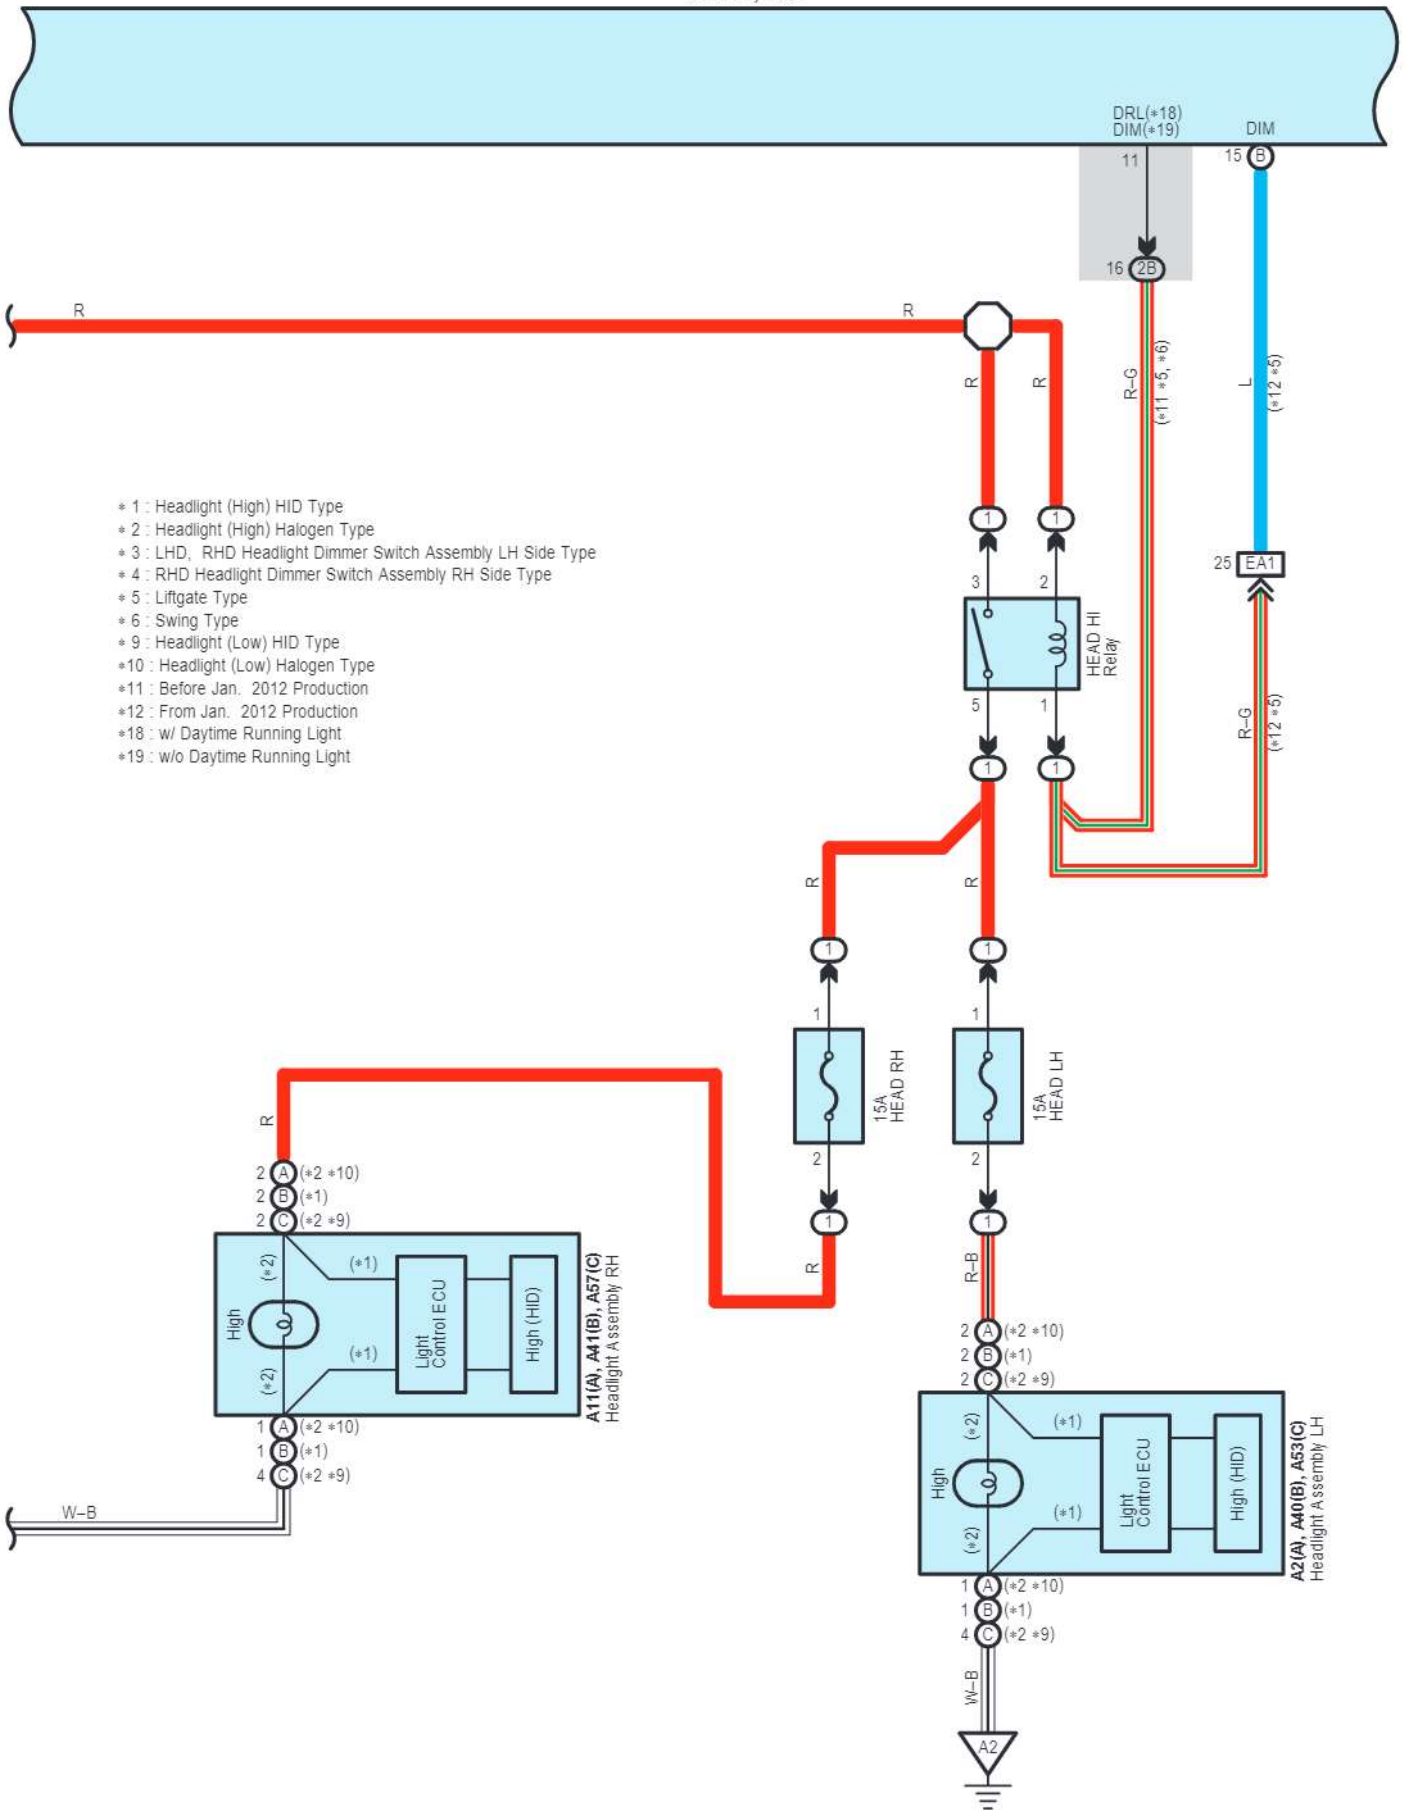 DRL(*18)
DIM(*19)
DIM
11
15 B
16 2B
R
R
R
R
R–G
(*11 *5, *6)
L
(*12 *5)
* 1 : Headlight (High) HID Type
* 2 : Headlight (High) Halogen Type
* 3 : LHD, RHD Headlight Dimmer Switch Assembly LH Side Type
* 4 : RHD Headlight Dimmer Switch Assembly RH Side Type
* 5 : Liftgate Type
* 6 : Swing Type
* 9 : Headlight (Low) HID Type
*10 : Headlight (Low) Halogen Type
*11 : Before Jan. 2012 Production
*12 : From Jan. 2012 Production
*18 : w/ Daytime Running Light
*19 : w/o Daytime Running Light
1
1
25 EA1
3
2
HEAD HI
Relay
5
1
R–G
(*12 *5)
1
1
R
R
1
1
1
1
15A
HEAD RH
15A
HEAD LH
2
2
1
1
R
R
R–B
2 A (*2 *10)
2 B (*1)
2 C (*2 *9)
(*2)
(*1)
High
Light
Control ECU
High (HID)
(*2)
(*1)
A11(A), A41(B), A57(C)
Headlight Assembly RH
1 A (*2 *10)
1 B (*1)
4 C (*2 *9)
W–B
2 A (*2 *10)
2 B (*1)
2 C (*2 *9)
(*2)
(*1)
High
Light
Control ECU
High (HID)
(*2)
(*1)
A2(A), A40(B), A53(C)
Headlight Assembly LH
1 A (*2 *10)
1 B (*1)
4 C (*2 *9)
W–B
A2